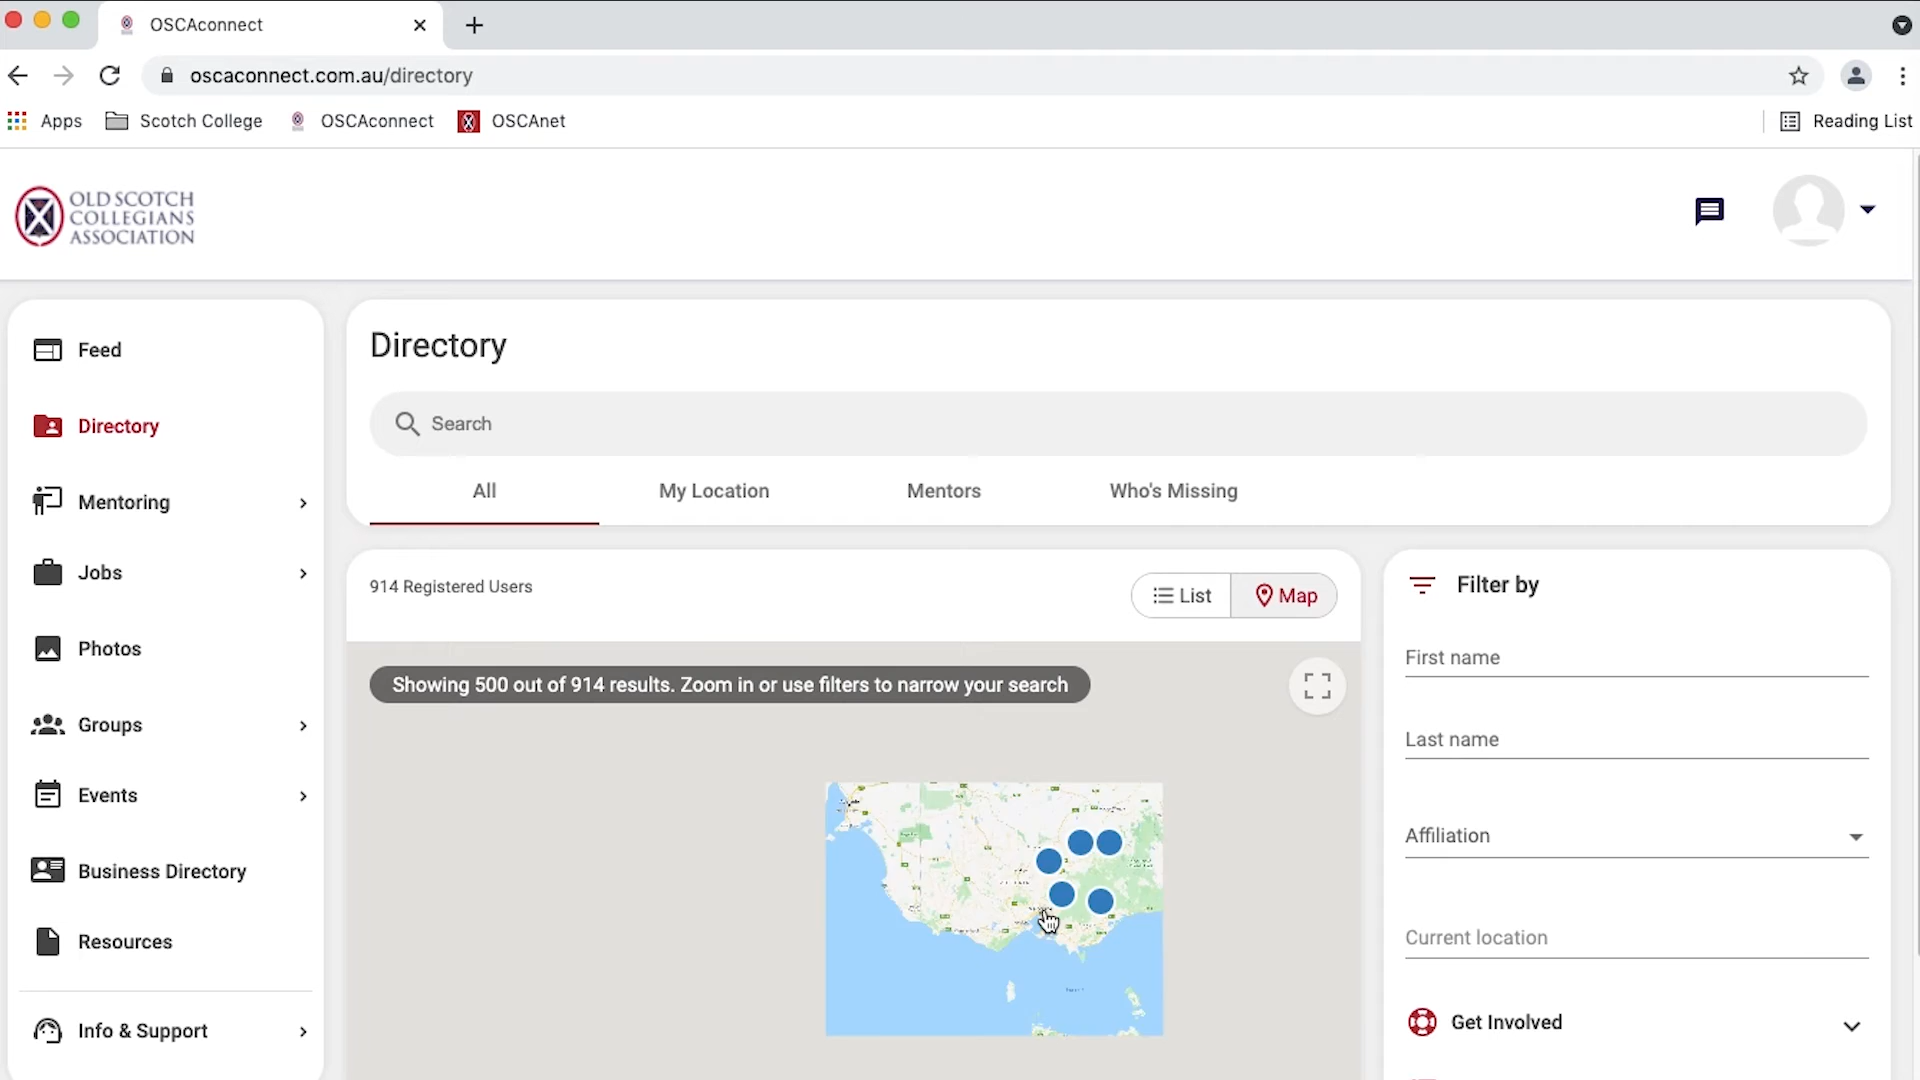 OSCAconnect
oscaconnect.com.au/directory
Apps
Scotch College
OSCAconnect
OSCAnet
Reading List
OLD SCOTCH
COLLEGIANS
ASSOCIATION
Feed
Directory
Mentoring
Jobs
Photos
Groups
Events
Business Directory
Resources
Info & Support
Directory
Search
All
My Location
Mentors
Who's Missing
914 Registered Users
List
Map
Showing 500 out of 914 results. Zoom in or use filters to narrow your search
Filter by
First name
Last name
Affiliation
Current location
Get Involved